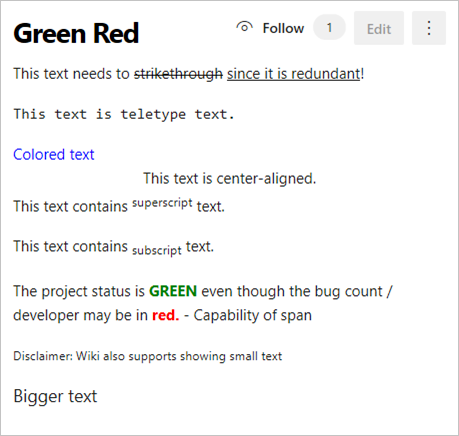 Green Red
Follow 1 Edit
This text needs to strikethrough since it is redundant!
This text is teletype text.
Colored text
This text is center-aligned.
This text contains superscript text.
This text contains subscript text.
The project status is GREEN even though the bug count /
developer may be in red. - Capability of span
Disclaimer: Wiki also supports showing small text
Bigger text